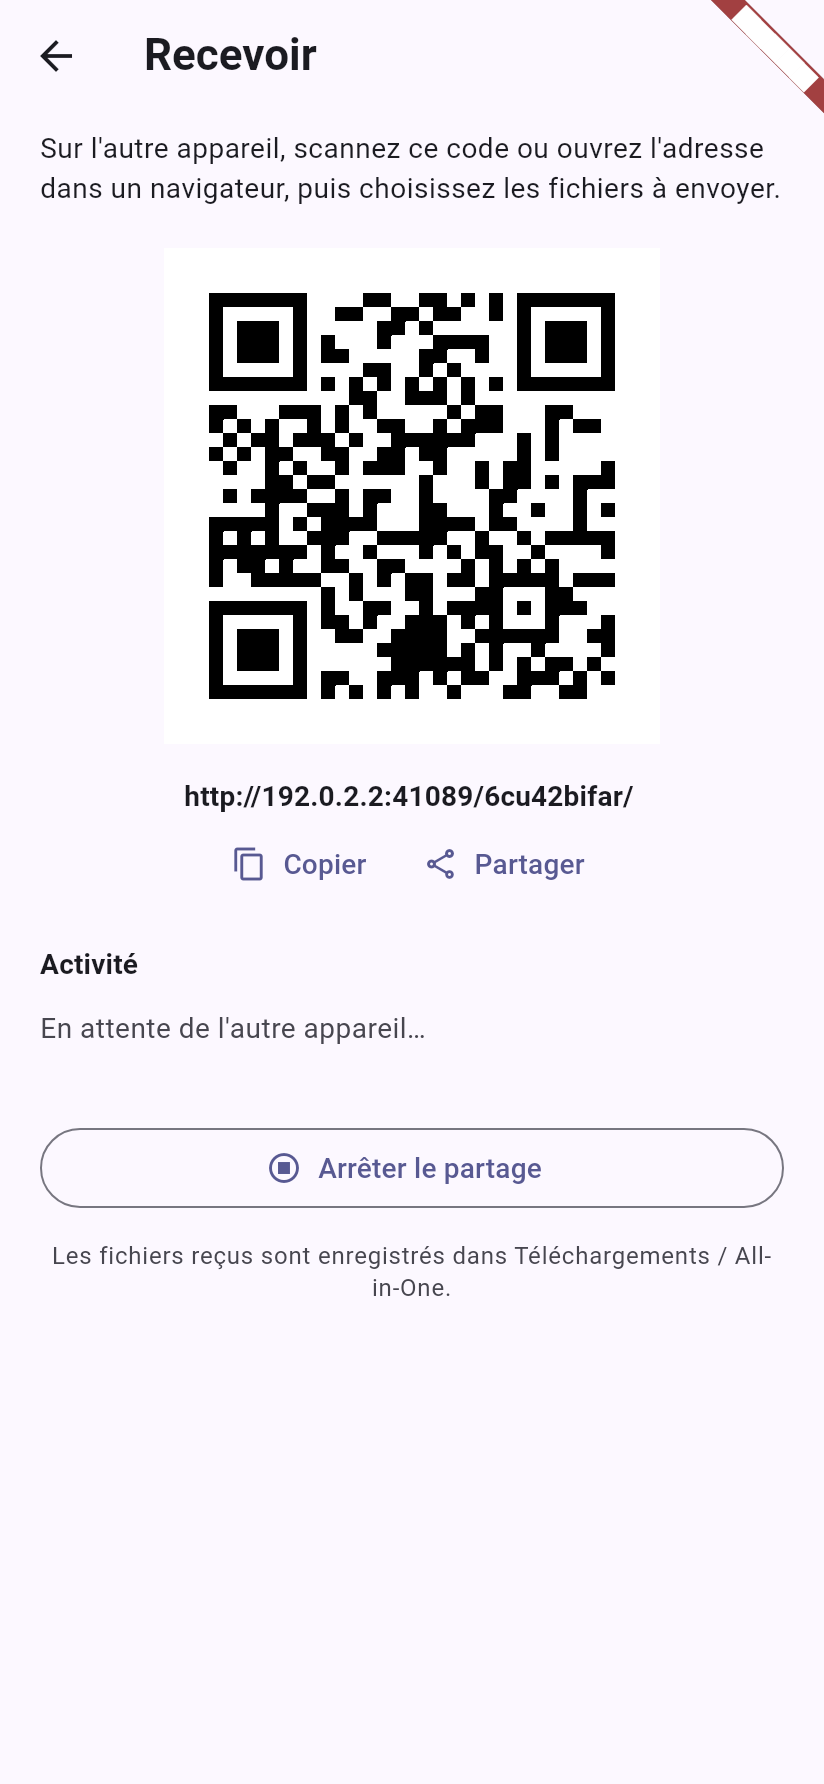 Recevoir
Sur l'autre appareil, scannez ce code ou ouvrez l'adresse
dans un navigateur, puis choisissez les fichiers à envoyer.
http://192.0.2.2:41089/6cu42bifar/
Copier
Partager
Activité
En attente de l'autre appareil…
Arrêter le partage
Les fichiers reçus sont enregistrés dans Téléchargements / All-
in-One.